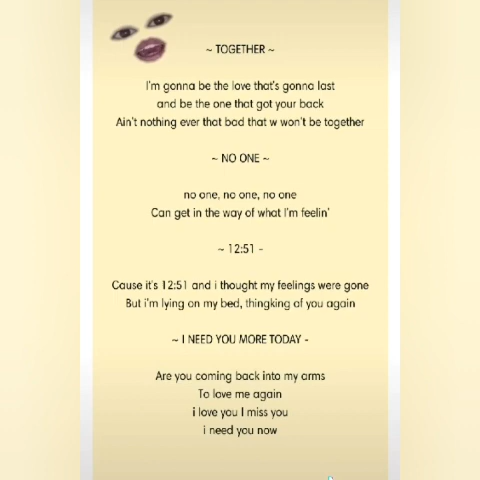 ~ TOGETHER ~
I'm gonna be the love that's gonna last
and be the one that got your back
Ain't nothing ever that bad that w won't be together
~ NO ONE ~
no one, no one, no one
Can get in the way of what I'm feelin'
~ 12:51 -
Cause it's 12:51 and i thought my feelings were gone
But i'm lying on my bed, thingking of you again
~ I NEED YOU MORE TODAY -
Are you coming back into my arms
To love me again
i love you I miss you
i need you now